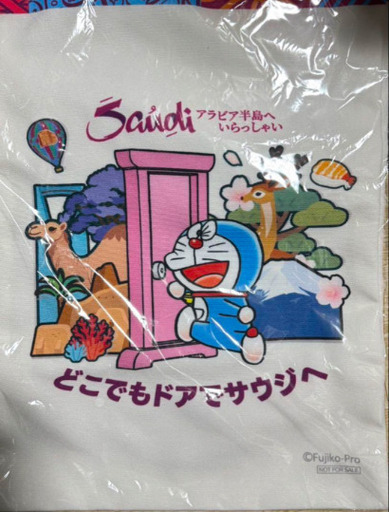 Saudi
アラビア半島へ
いらっしゃい
どこでもドアでサウジへ
©Fujiko-Pro
NOT FOR SALE